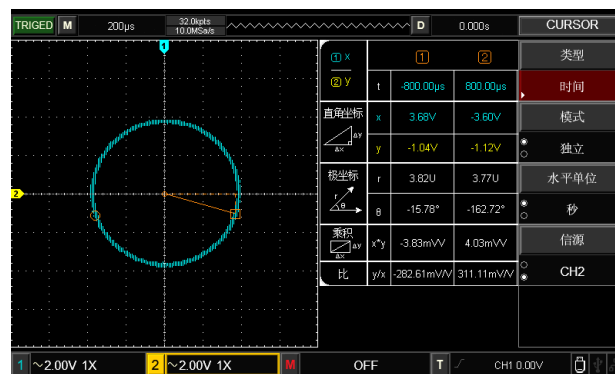 TRIGED M 200μs 32.0kpts 10.0MSa/s D 0.000s CURSOR
1
1 X 1 2
2 y t -800.00μs 800.00μs
直角坐标 x 3.68V -3.60V
Δy Δx y -1.04V -1.12V
极坐标 r 3.82U 3.77U
r θ θ -15.78° -162.72°
乘积 Δy Δx x*y -3.83mVV 4.03mVV
比 y/x -282.61mV/V 311.11mV/V
2
类型
时间
模式
独立
水平单位
秒
信源
CH2
1 ~2.00V 1X 2 ~2.00V 1X M OFF T CH1 0.00V